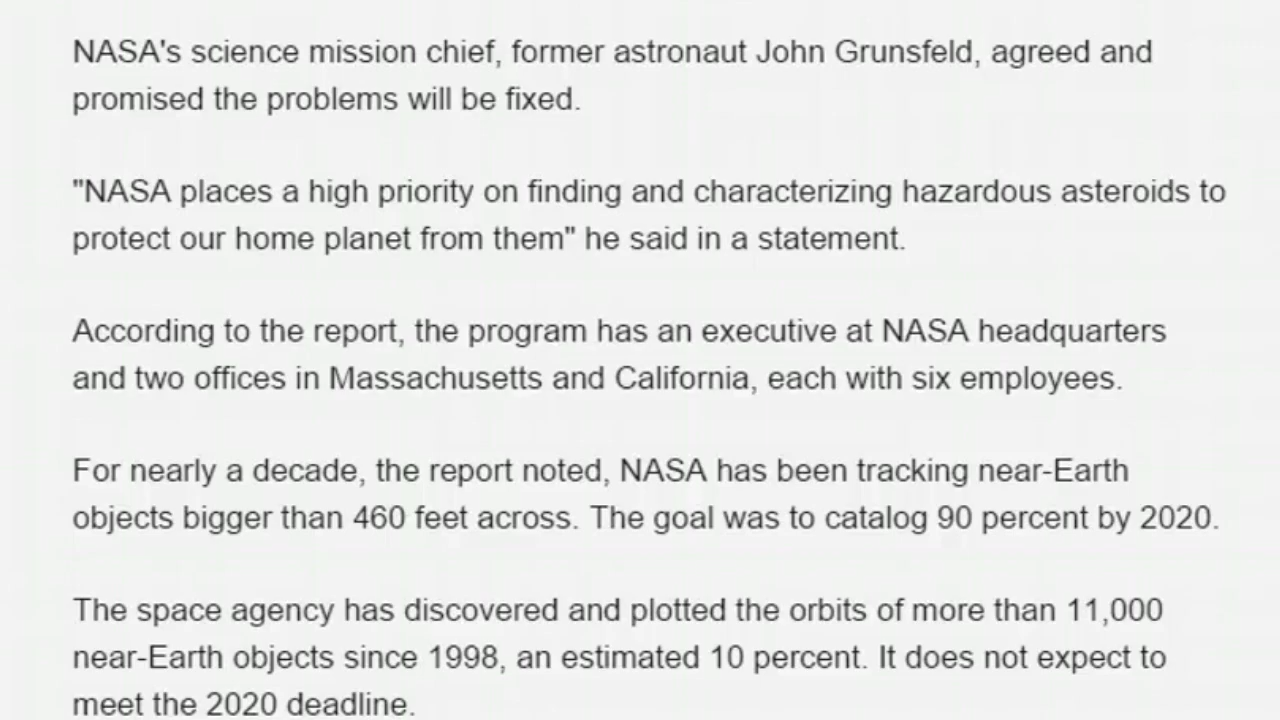 NASA's science mission chief, former astronaut John Grunsfeld, agreed and
promised the problems will be fixed.
"NASA places a high priority on finding and characterizing hazardous asteroids to
protect our home planet from them" he said in a statement.
According to the report, the program has an executive at NASA headquarters
and two offices in Massachusetts and California, each with six employees.
For nearly a decade, the report noted, NASA has been tracking near-Earth
objects bigger than 460 feet across. The goal was to catalog 90 percent by 2020.
The space agency has discovered and plotted the orbits of more than 11,000
near-Earth objects since 1998, an estimated 10 percent. It does not expect to
meet the 2020 deadline.